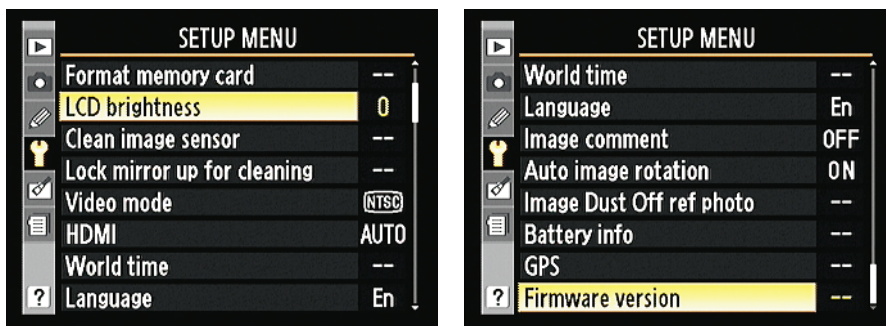 SETUP MENU
Format memory card --
LCD brightness 0
Clean image sensor --
Lock mirror up for cleaning --
Video mode NTSC
HDMI AUTO
World time --
Language En
?
SETUP MENU
World time --
Language En
Image comment OFF
Auto image rotation ON
Image Dust Off ref photo --
Battery info --
GPS --
Firmware version --
?